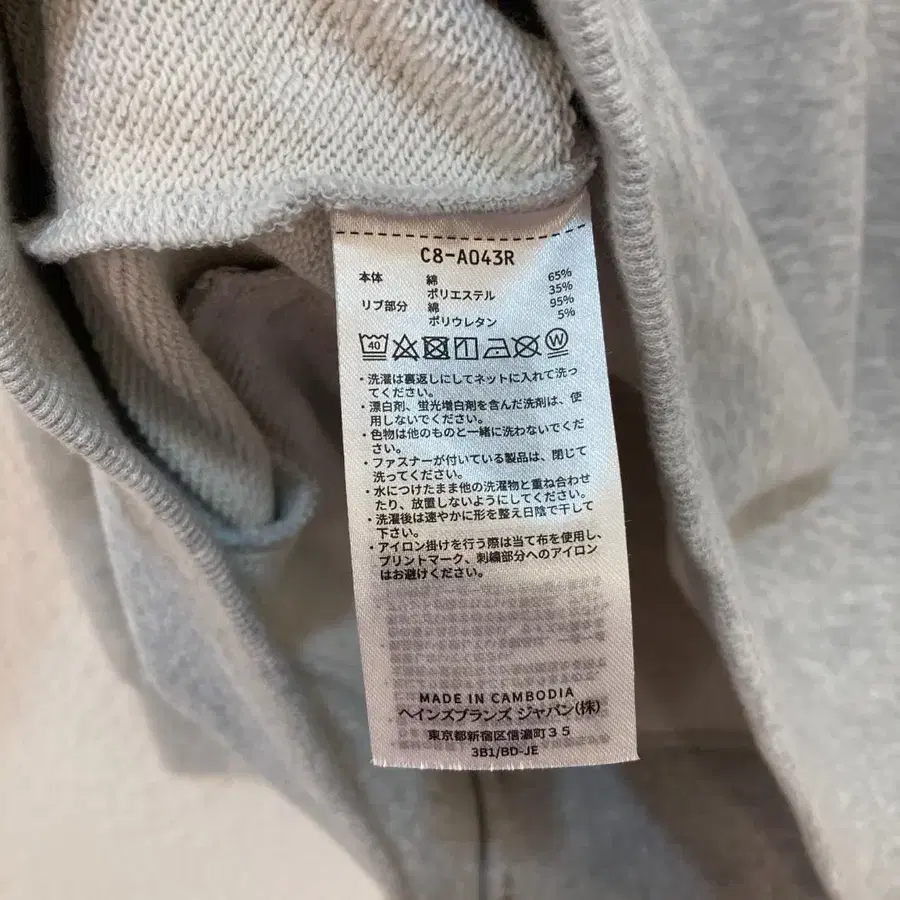 C8-A043R
本体 綿 65%
ポリエステル 35%
リブ部分 綿 95%
ポリウレタン 5%
40 W
・洗濯は裏返しにしてネットに入れて洗っ
てください。
・漂白剤、蛍光増白剤を含んだ洗剤は、使
用しないでください。
・色物は他のものと一緒に洗わないでくだ
さい。
・ファスナーが付いている製品は、閉じて
洗ってください。
・水につけたまま他の洗濯物と重ね合わせ
たり、放置しないようにしてください。
・洗濯後は速やかに形を整え日陰で干して
下さい。
・アイロン掛けを行う際は当て布を使用し、
プリントマーク、刺繍部分へのアイロン
はお避けください。
MADE IN CAMBODIA
ヘインズブランズ ジャパン(株)
東京都新宿区信濃町35
3B1/BD-JE